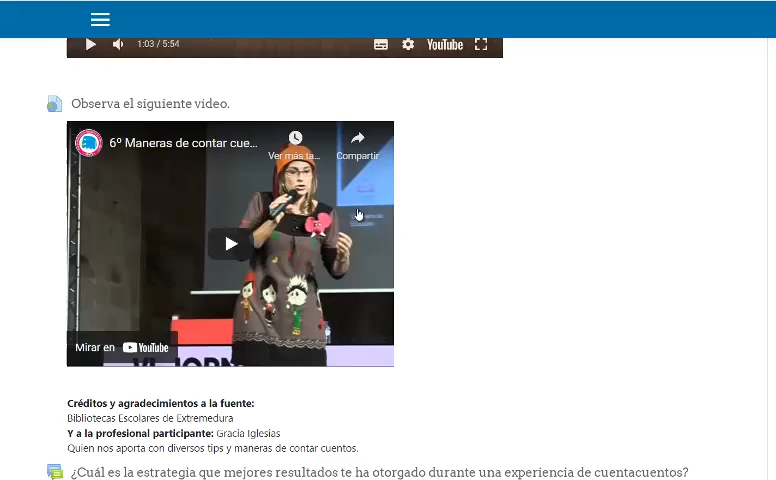 1:03 / 5:54
YouTube
Observa el síguiente video.
6º Maneras de contar cue...
Ver más ta...
Compartir
Mirar en YouTube
VI JORN
Créditos y agradecimientos a la fuente:
Bibliotecas Escolares de Extremedura
Y a la profesional participante: Gracia Iglesias
Quien nos aporta con diversos tips y maneras de contar cuentos.
¿Cuál es la estrategia que mejores resultados te ha otorgado durante una experiencia de cuentacuentos?